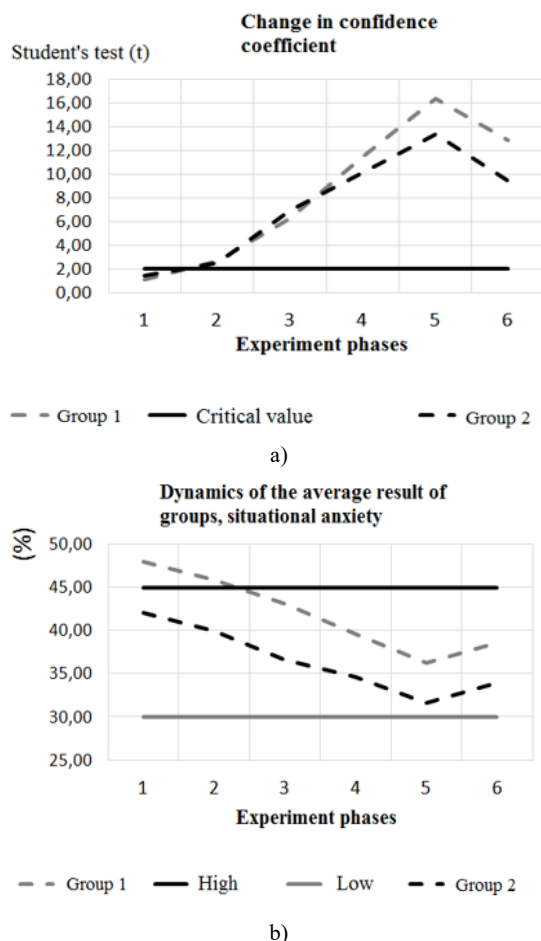 Change in confidence
coefficient
Student's test (t)
18,00
16,00
14,00
12,00
10,00
8,00
6,00
4,00
2,00
0,00
1 2 3 4 5 6
Experiment phases
Group 1 Critical value Group 2
a)
Dynamics of the average result of
groups, situational anxiety
(%)
50,00
45,00
40,00
35,00
30,00
25,00
1 2 3 4 5 6
Experiment phases
Group 1 High Low Group 2
b)